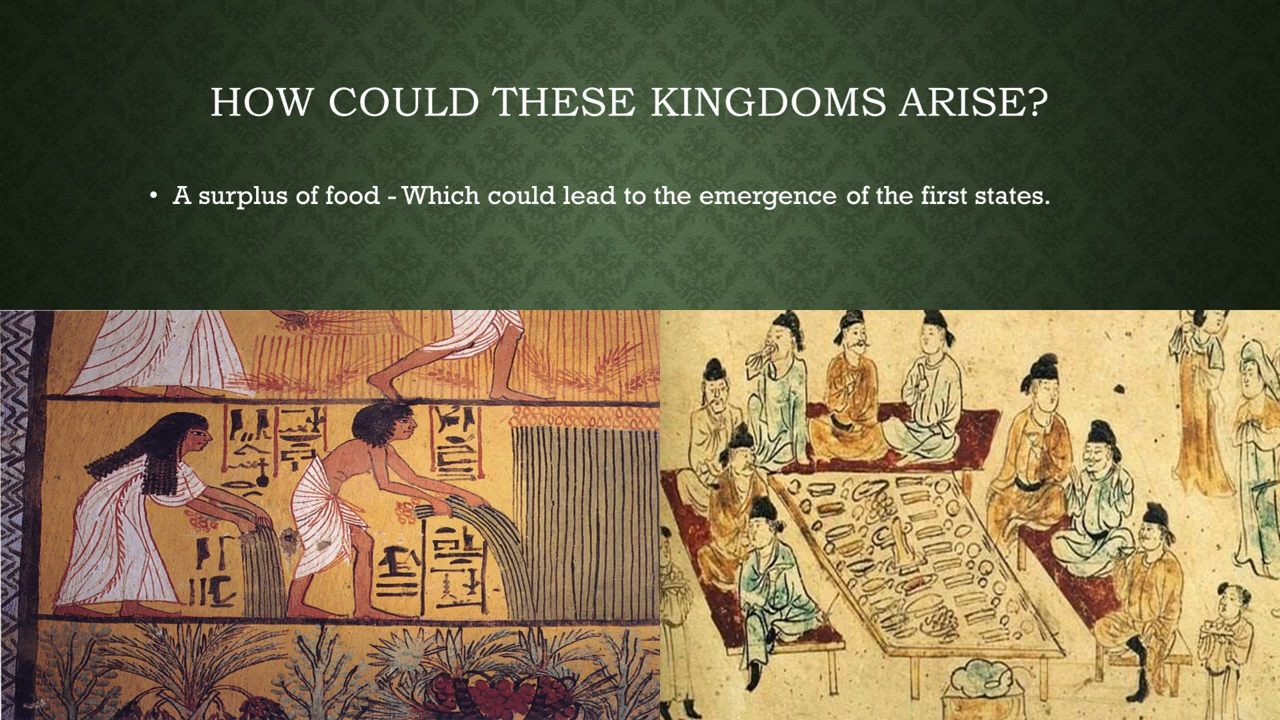 HOW COULD THESE KINGDOMS ARISE?
• A surplus of food - Which could lead to the emergence of the first states.